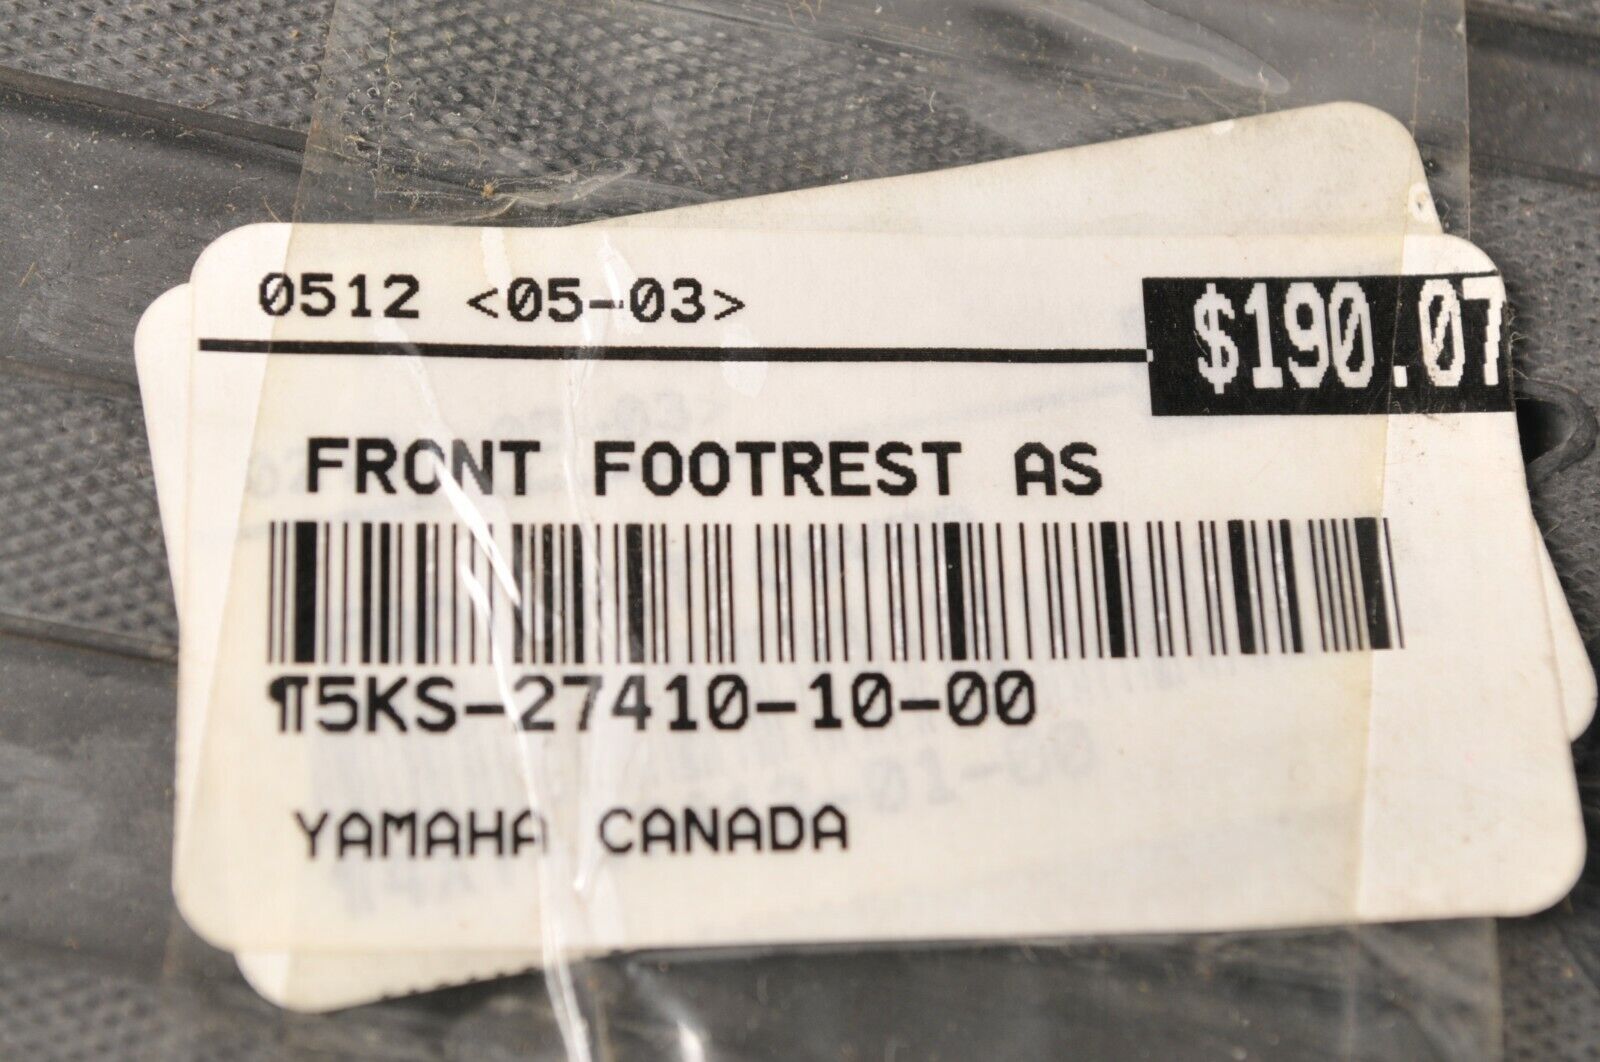 0512 <05-03>
$190.07
FRONT FOOTREST AS
¶5KS-27410-10-00
YAMAHA CANADA